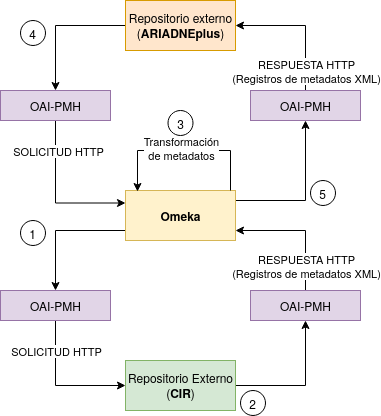 Repositorio externo
(ARIADNEplus)
4
RESPUESTA HTTP
(Registros de metadatos XML)
OAI-PMH
OAI-PMH
3
Transformación
de metadatos
SOLICITUD HTTP
5
Omeka
1
RESPUESTA HTTP
(Registros de metadatos XML)
OAI-PMH
OAI-PMH
SOLICITUD HTTP
Repositorio Externo
(CIR)
2